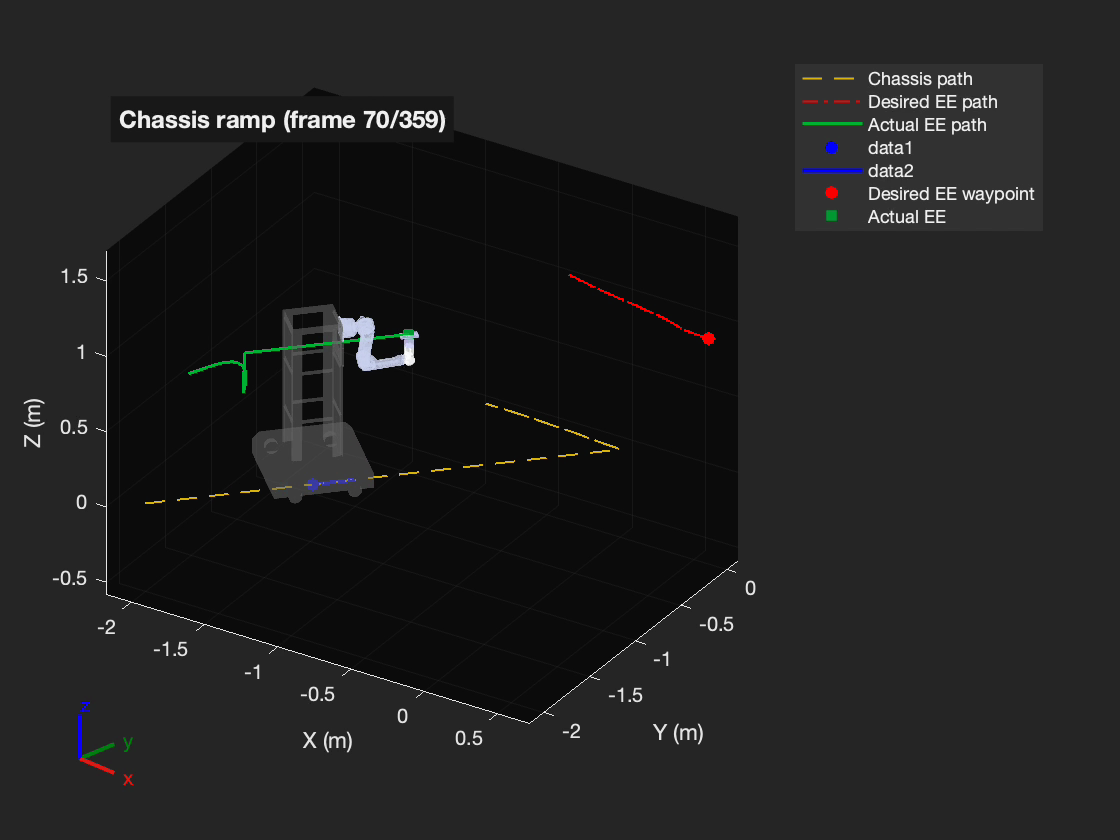 Chassis ramp (frame 70/359)
Chassis path
Desired EE path
Actual EE path
data1
data2
Desired EE waypoint
Actual EE
1.5
1
0.5
0
-0.5
Z (m)
-2
-1.5
-1
-0.5
0
0.5
X (m)
0
-0.5
-1
-1.5
-2
Y (m)
z
y
x